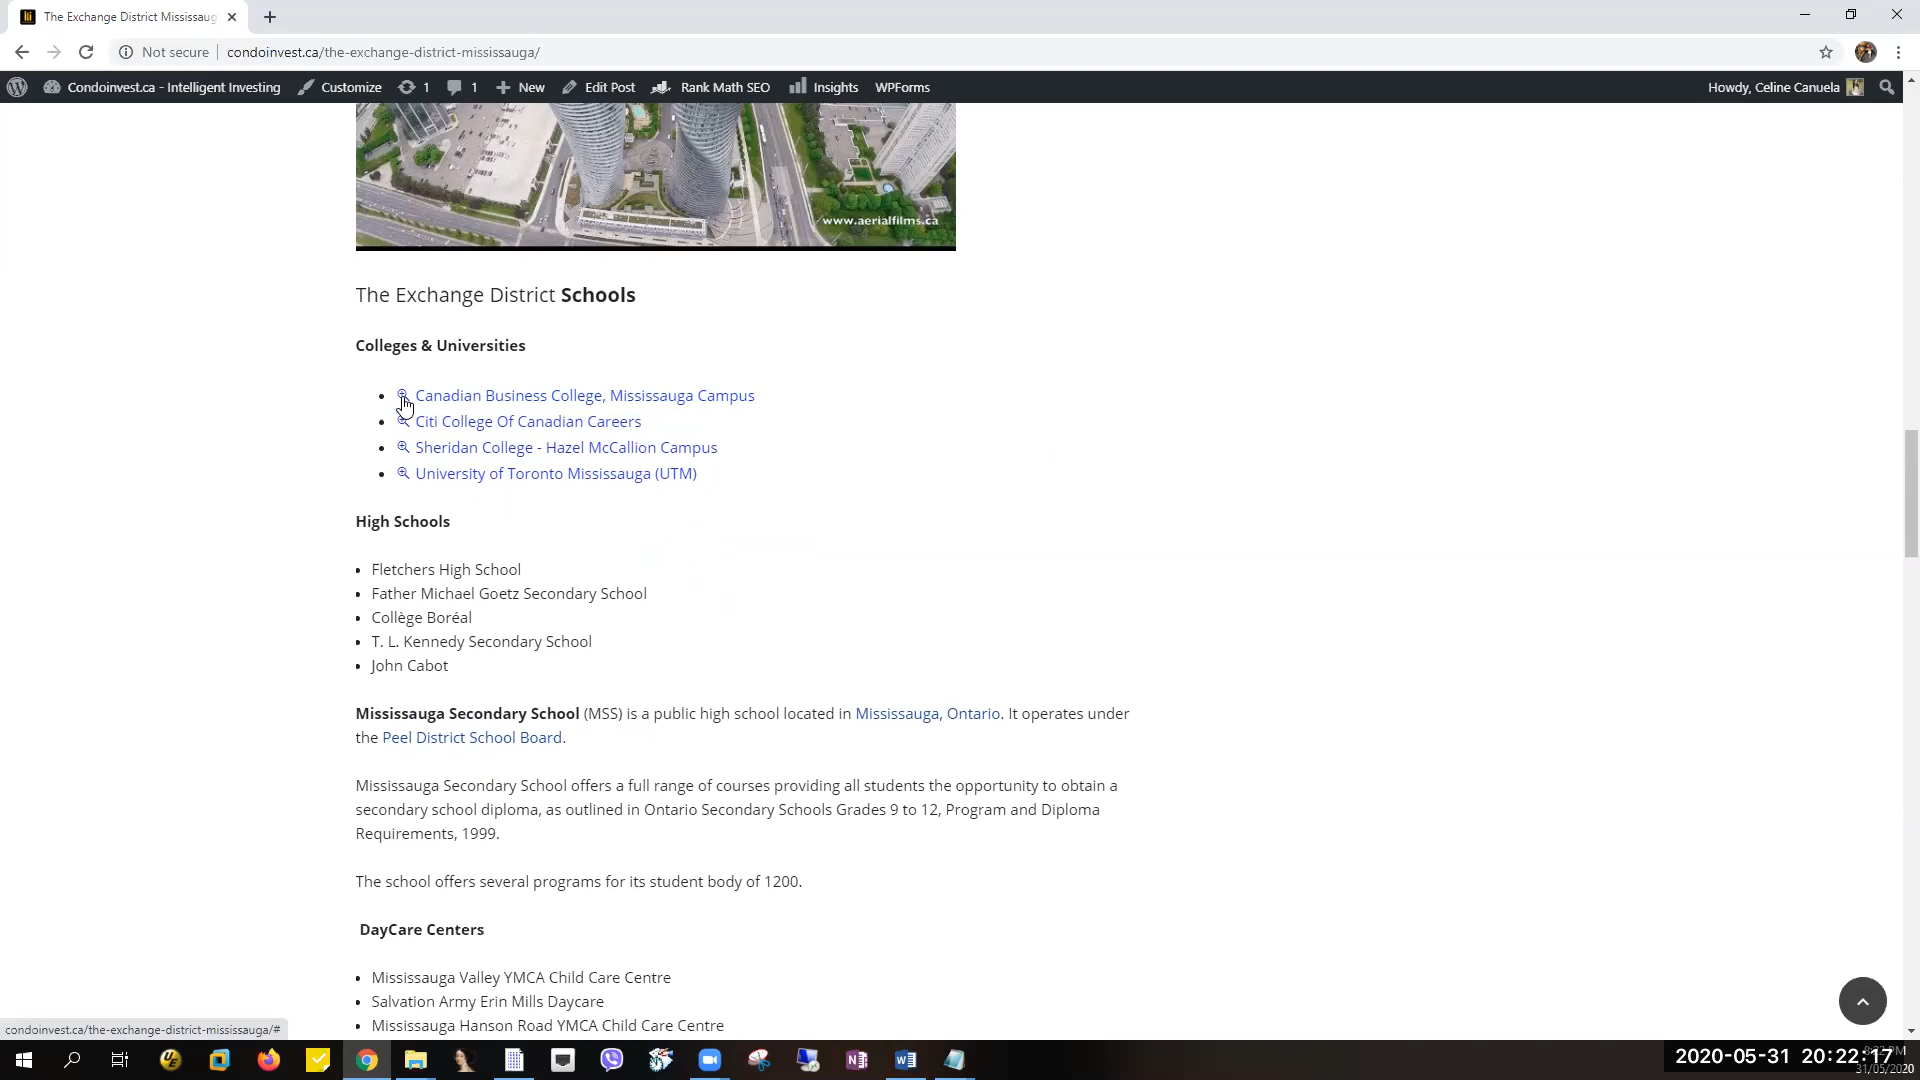 The Exchange District Mississaug
Not secure
condoinvest.ca/the-exchange-district-mississauga/
Condoinvest.ca - Intelligent Investing
Customize
1
1
New
Edit Post
Rank Math SEO
Insights
WPForms
Howdy, Celine Canuela
www.aerialfilms.ca
The Exchange District Schools
Colleges & Universities
Canadian Business College, Mississauga Campus
Citi College Of Canadian Careers
Sheridan College - Hazel McCallion Campus
University of Toronto Mississauga (UTM)
High Schools
Fletchers High School
Father Michael Goetz Secondary School
Collège Boréal
T. L. Kennedy Secondary School
John Cabot
Mississauga Secondary School (MSS) is a public high school located in Mississauga, Ontario. It operates under
the Peel District School Board.
Mississauga Secondary School offers a full range of courses providing all students the opportunity to obtain a
secondary school diploma, as outlined in Ontario Secondary Schools Grades 9 to 12, Program and Diploma
Requirements, 1999.
The school offers several programs for its student body of 1200.
DayCare Centers
Mississauga Valley YMCA Child Care Centre
Salvation Army Erin Mills Daycare
Mississauga Hanson Road YMCA Child Care Centre
condoinvest.ca/the-exchange-district-mississauga/#
2020-05-31 20:22:17
31/05/2020